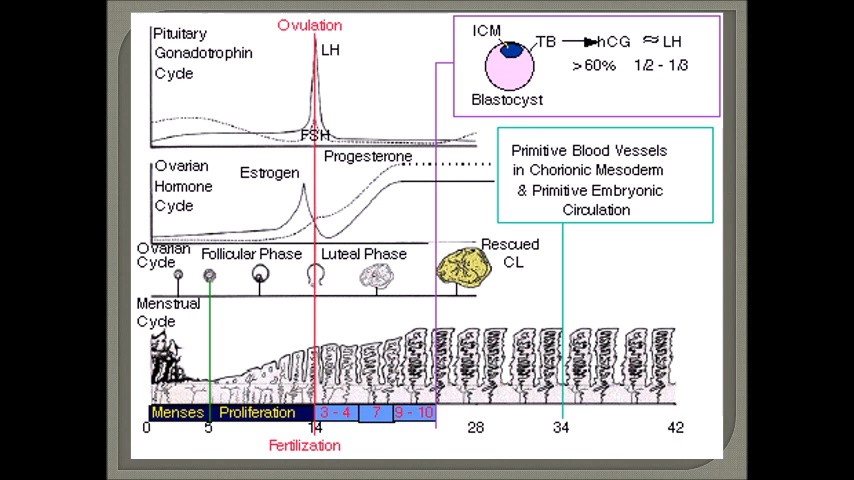 Ovulation
Pituitary
Gonadotrophin
Cycle
LH
FSH
ICM
TB
hCG ≈ LH
>60% 1/2 - 1/3
Blastocyst
Ovarian
Hormone
Cycle
Estrogen
Progesterone
Primitive Blood Vessels
in Chorionic Mesoderm
& Primitive Embryonic
Circulation
Ovarian
Cycle
Follicular Phase
Luteal Phase
Rescued
CL
Menstrual
Cycle
Menses Proliferation 3 - 4 7 9 - 10
0 5 14 28 34 42
Fertilization